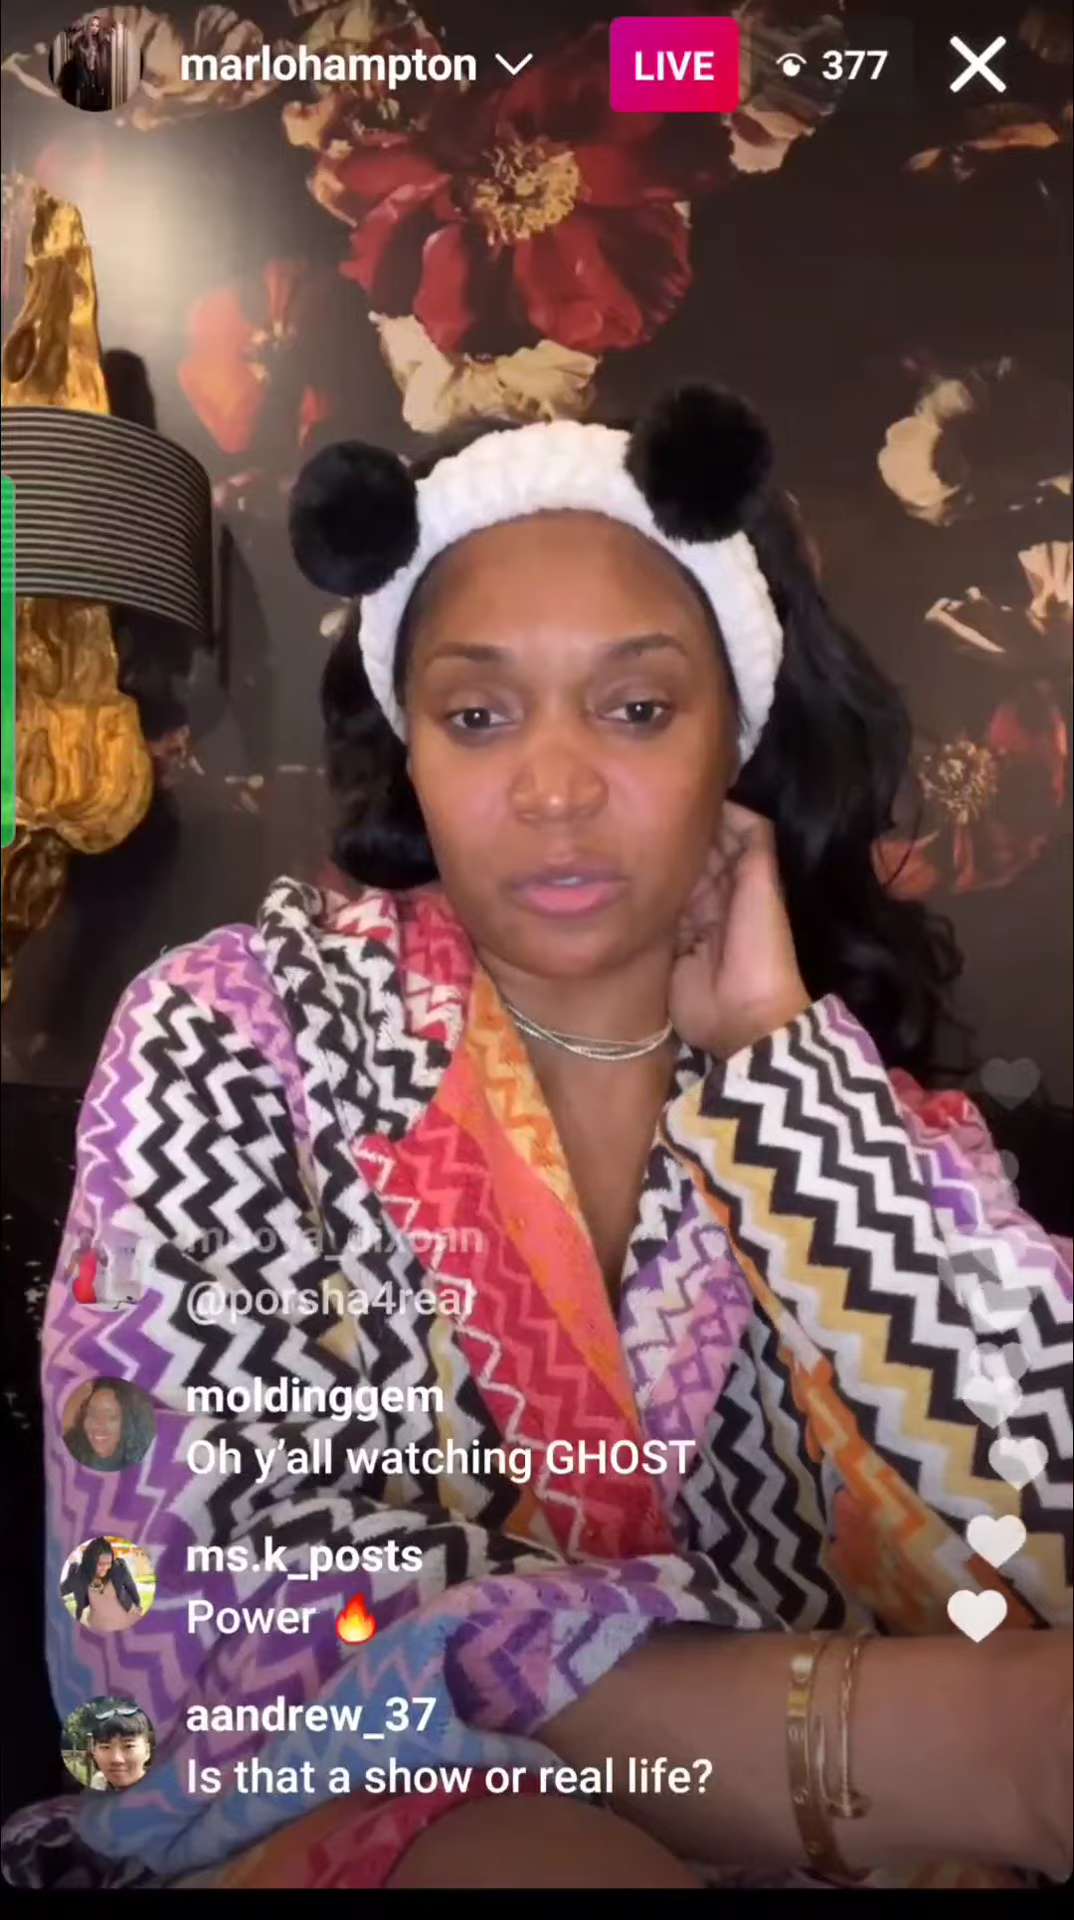 marlohampton
LIVE
377
@porsha4real
moldinggem
Oh y’all watching GHOST
ms.k_posts
Power 🔥
aandrew_37
Is that a show or real life?